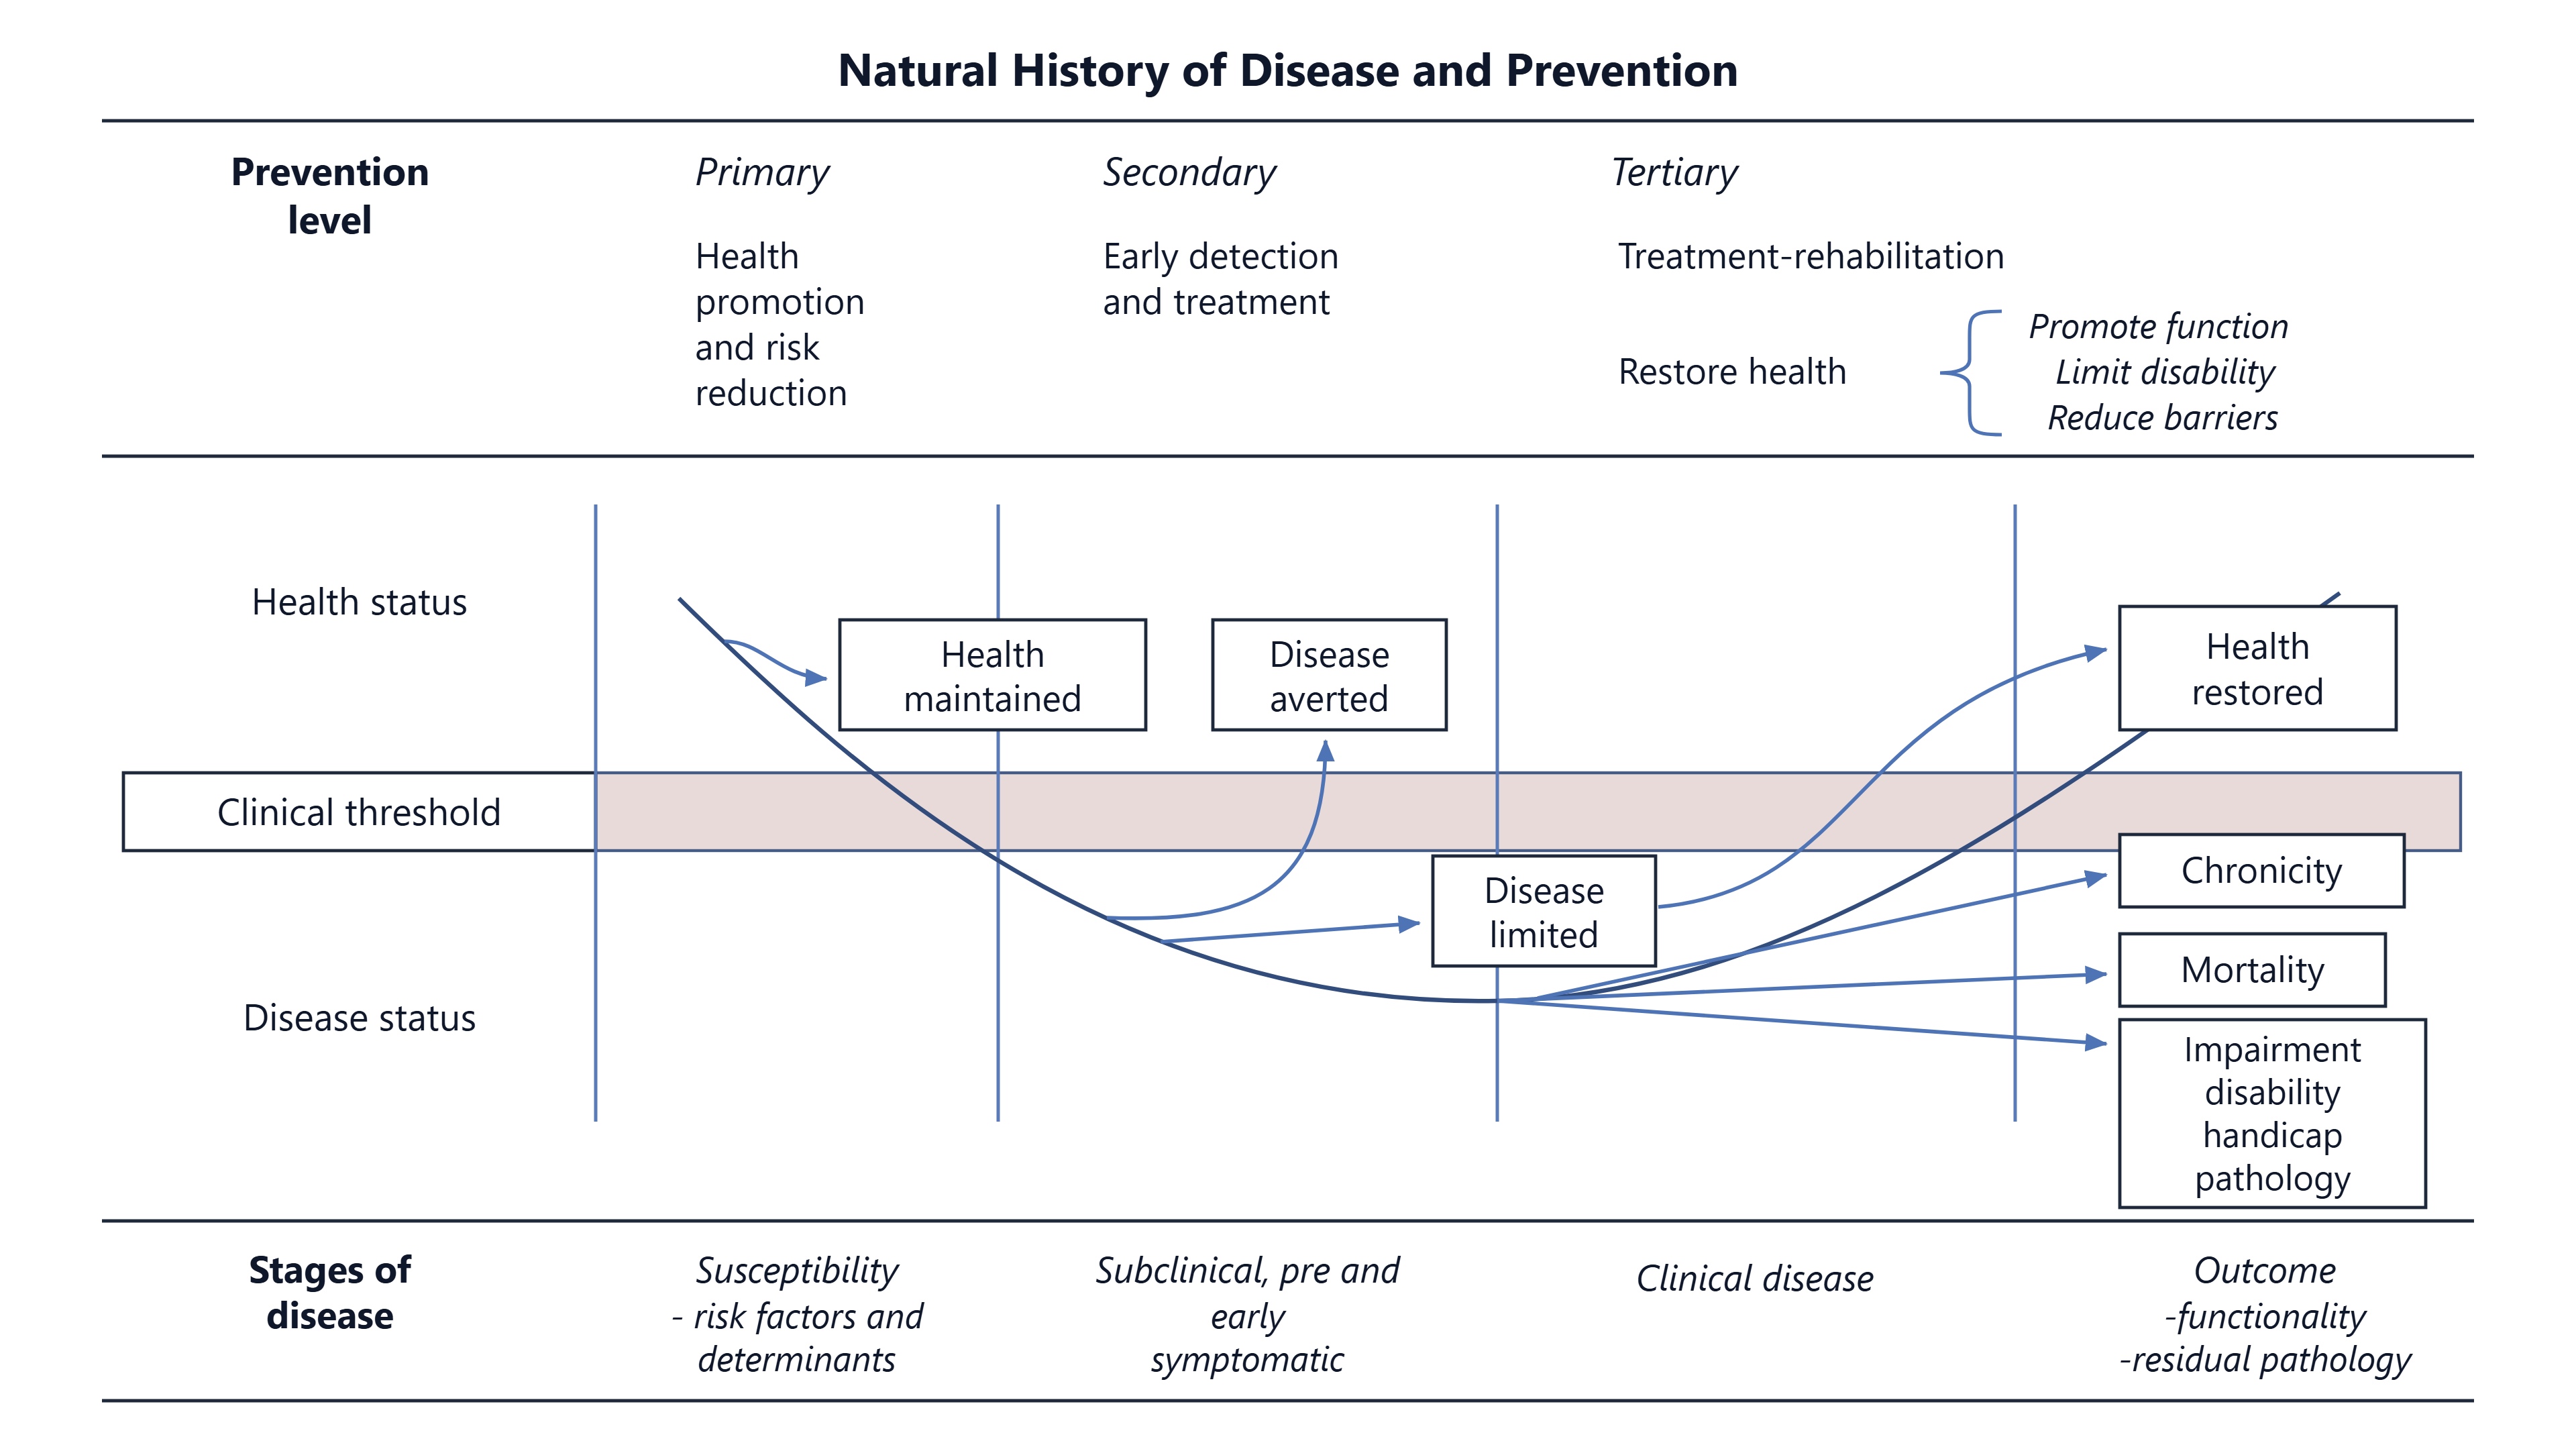 Natural History of Disease and Prevention
Prevention
level
Primary
Health
promotion
and risk
reduction
Secondary
Early detection
and treatment
Tertiary
Treatment-rehabilitation
Restore health
Promote function
Limit disability
Reduce barriers
Health status
Clinical threshold
Disease status
Health
maintained
Disease
averted
Disease
limited
Health
restored
Chronicity
Mortality
Impairment
disability
handicap
pathology
Stages of
disease
Susceptibility
- risk factors and
determinants
Subclinical, pre and
early
symptomatic
Clinical disease
Outcome
-functionality
-residual pathology